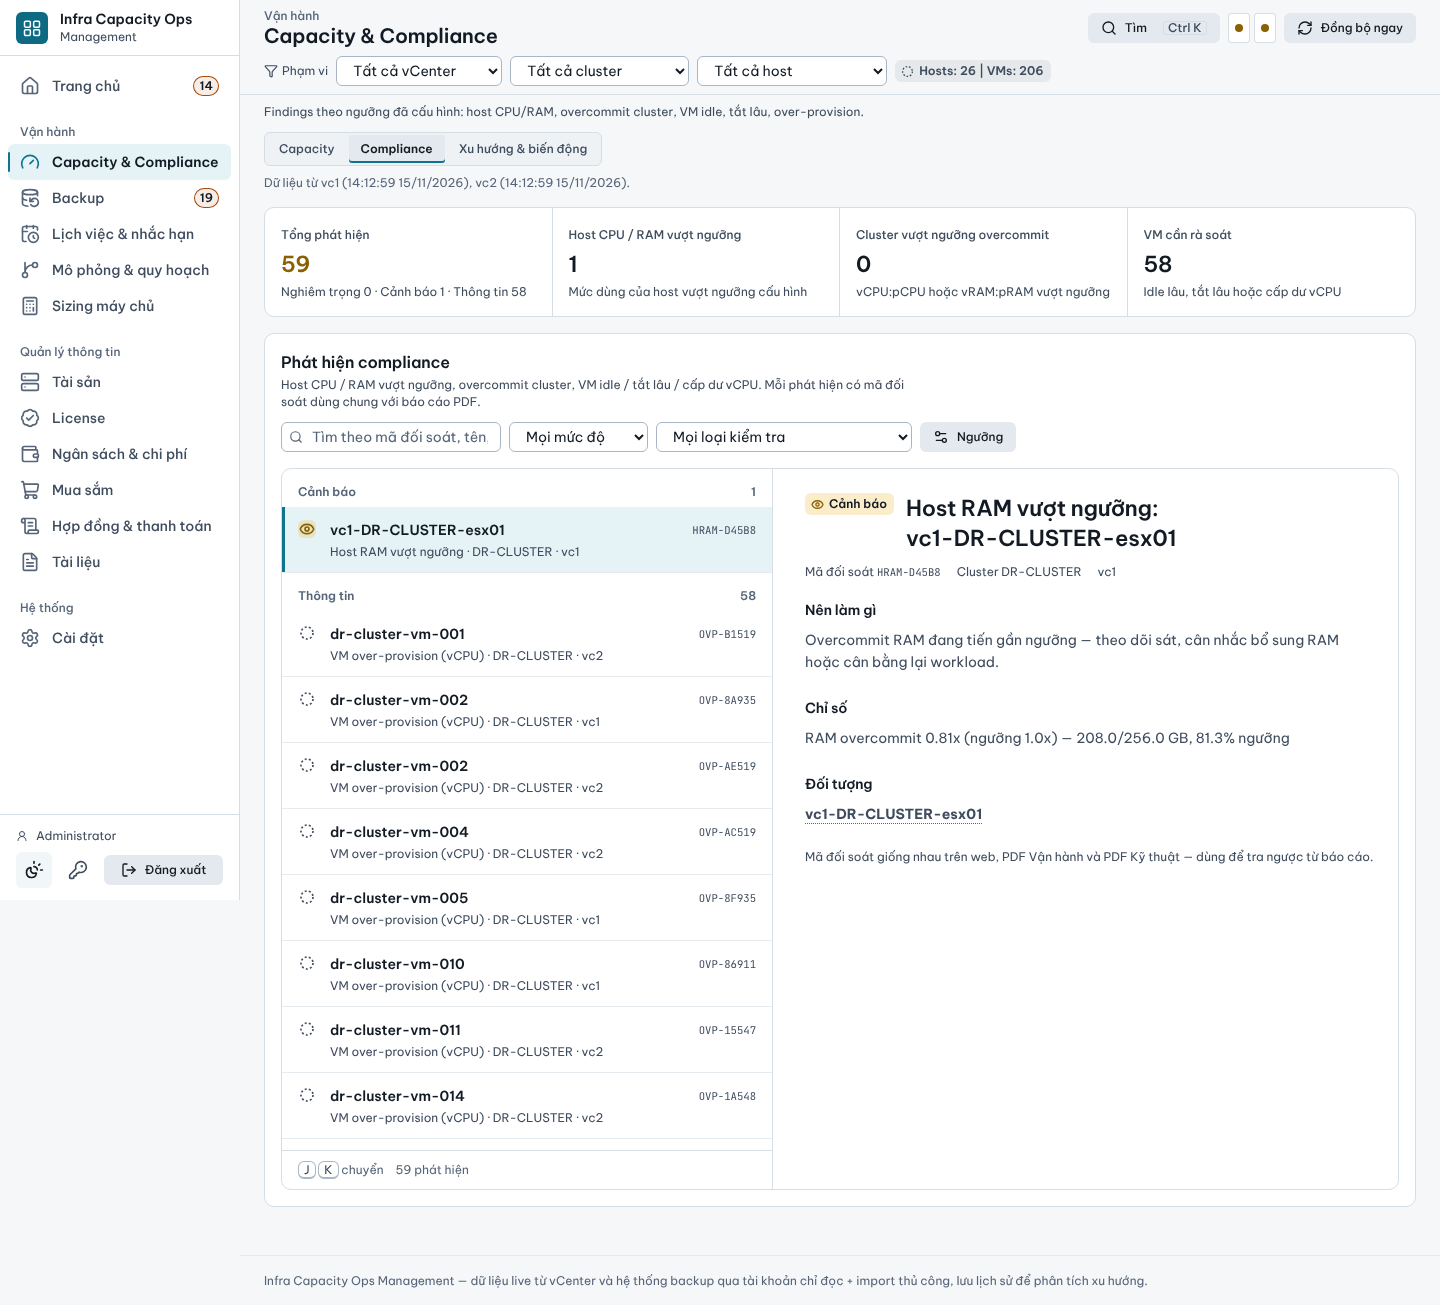 Infra Capacity Ops
Management
Trang chủ 14
Vận hành
Capacity & Compliance
Backup 19
Lịch việc & nhắc hạn
Mô phỏng & quy hoạch
Sizing máy chủ
Quản lý thông tin
Tài sản
License
Ngân sách & chi phí
Mua sắm
Hợp đồng & thanh toán
Tài liệu
Hệ thống
Cài đặt
Administrator
Đăng xuất
Vận hành
Capacity & Compliance
Tìm Ctrl K
Đồng bộ ngay
Phạm vi Tất cả vCenter Tất cả cluster Tất cả host Hosts: 26 | VMs: 206
Findings theo ngưỡng đã cấu hình: host CPU/RAM, overcommit cluster, VM idle, tắt lâu, over-provision.
Capacity Compliance Xu hướng & biến động
Dữ liệu từ vc1 (14:12:59 15/11/2026), vc2 (14:12:59 15/11/2026).
Tổng phát hiện
59
Nghiêm trọng 0 · Cảnh báo 1 · Thông tin 58
Host CPU / RAM vượt ngưỡng
1
Mức dùng của host vượt ngưỡng cấu hình
Cluster vượt ngưỡng overcommit
0
vCPU:pCPU hoặc vRAM:pRAM vượt ngưỡng
VM cần rà soát
58
Idle lâu, tắt lâu hoặc cấp dư vCPU
Phát hiện compliance
Host CPU / RAM vượt ngưỡng, overcommit cluster, VM idle / tắt lâu / cấp dư vCPU. Mỗi phát hiện có mã đối
soát dùng chung với báo cáo PDF.
Tìm theo mã đối soát, tên. Mọi mức độ Mọi loại kiểm tra Ngưỡng
Cảnh báo 1
vc1-DR-CLUSTER-esx01 HRAM-D45B8
Host RAM vượt ngưỡng · DR-CLUSTER · vc1
Thông tin 58
dr-cluster-vm-001 OVP-B1519
VM over-provision (vCPU) · DR-CLUSTER · vc2
dr-cluster-vm-002 OVP-8A935
VM over-provision (vCPU) · DR-CLUSTER · vc1
dr-cluster-vm-002 OVP-AE519
VM over-provision (vCPU) · DR-CLUSTER · vc2
dr-cluster-vm-004 OVP-AC519
VM over-provision (vCPU) · DR-CLUSTER · vc2
dr-cluster-vm-005 OVP-8F935
VM over-provision (vCPU) · DR-CLUSTER · vc1
dr-cluster-vm-010 OVP-86911
VM over-provision (vCPU) · DR-CLUSTER · vc1
dr-cluster-vm-011 OVP-15547
VM over-provision (vCPU) · DR-CLUSTER · vc2
dr-cluster-vm-014 OVP-1A548
VM over-provision (vCPU) · DR-CLUSTER · vc2
J K chuyển 59 phát hiện
Cảnh báo
Host RAM vượt ngưỡng:
vc1-DR-CLUSTER-esx01
Mã đối soát HRAM-D45B8 Cluster DR-CLUSTER vc1
Nên làm gì
Overcommit RAM đang tiến gần ngưỡng — theo dõi sát, cân nhắc bổ sung RAM
hoặc cân bằng lại workload.
Chỉ số
RAM overcommit 0.81x (ngưỡng 1.0x) — 208.0/256.0 GB, 81.3% ngưỡng
Đối tượng
vc1-DR-CLUSTER-esx01
Mã đối soát giống nhau trên web, PDF Vận hành và PDF Kỹ thuật — dùng để tra ngược từ báo cáo.
Infra Capacity Ops Management — dữ liệu live từ vCenter và hệ thống backup qua tài khoản chỉ đọc + import thủ công, lưu lịch sử để phân tích xu hướng.